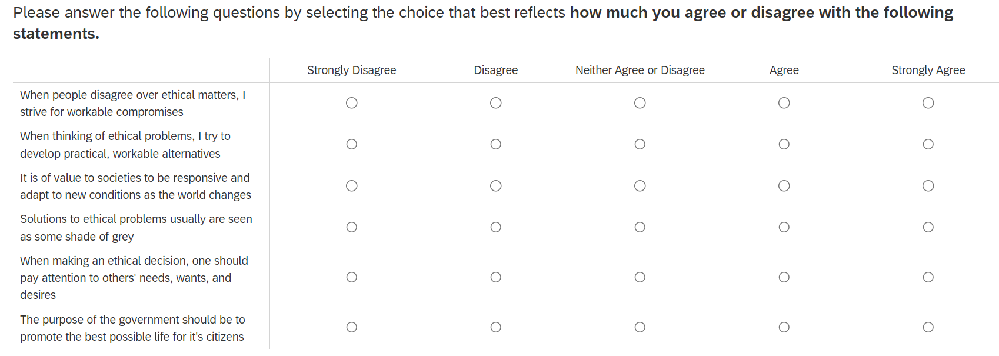 Please answer the following questions by selecting the choice that best reflects how much you agree or disagree with the following
statements.
Strongly Disagree Disagree Neither Agree or Disagree Agree Strongly Agree
When people disagree over ethical matters, I
strive for workable compromises
When thinking of ethical problems, I try to
develop practical, workable alternatives
It is of value to societies to be responsive and
adapt to new conditions as the world changes
Solutions to ethical problems usually are seen
as some shade of grey
When making an ethical decision, one should
pay attention to others' needs, wants, and
desires
The purpose of the government should be to
promote the best possible life for it's citizens